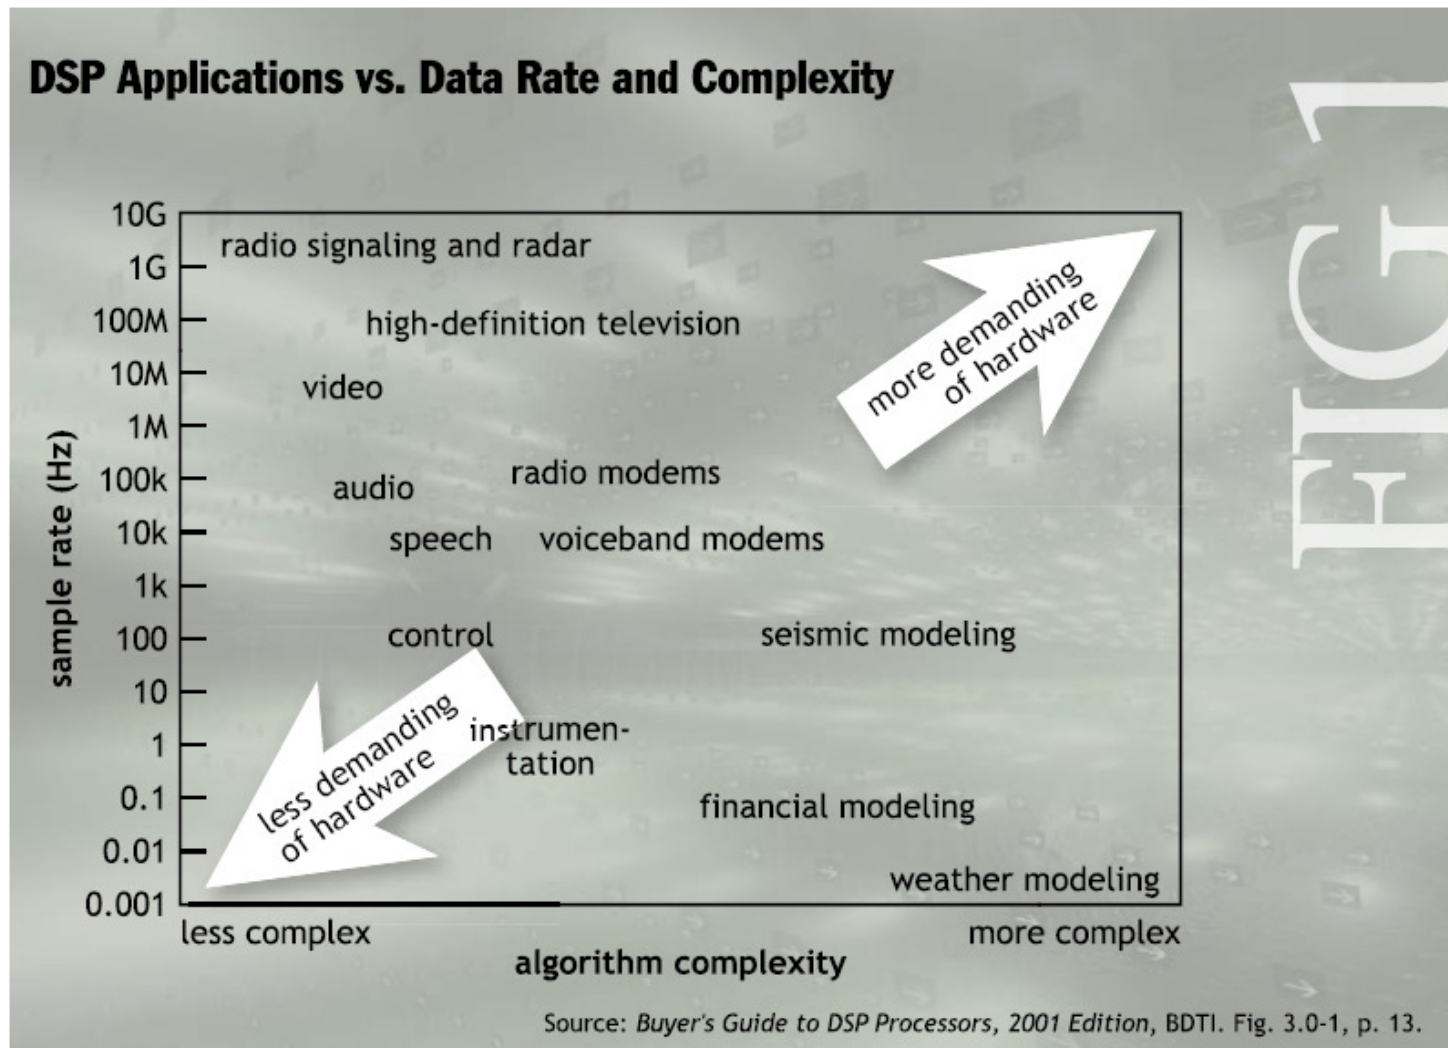 DSP Applications vs. Data Rate and Complexity
FIG 1
10G
1G
100M
10M
1M
100k
10k
1k
100
10
1
0.1
0.01
0.001
sample rate (Hz)
radio signaling and radar
high-definition television
video
radio modems
audio
speech
voiceband modems
control
seismic modeling
instrumen-
tation
financial modeling
weather modeling
more demanding
of hardware
less demanding
of hardware
less complex
more complex
algorithm complexity
Source: Buyer's Guide to DSP Processors, 2001 Edition, BDTI. Fig. 3.0-1, p. 13.